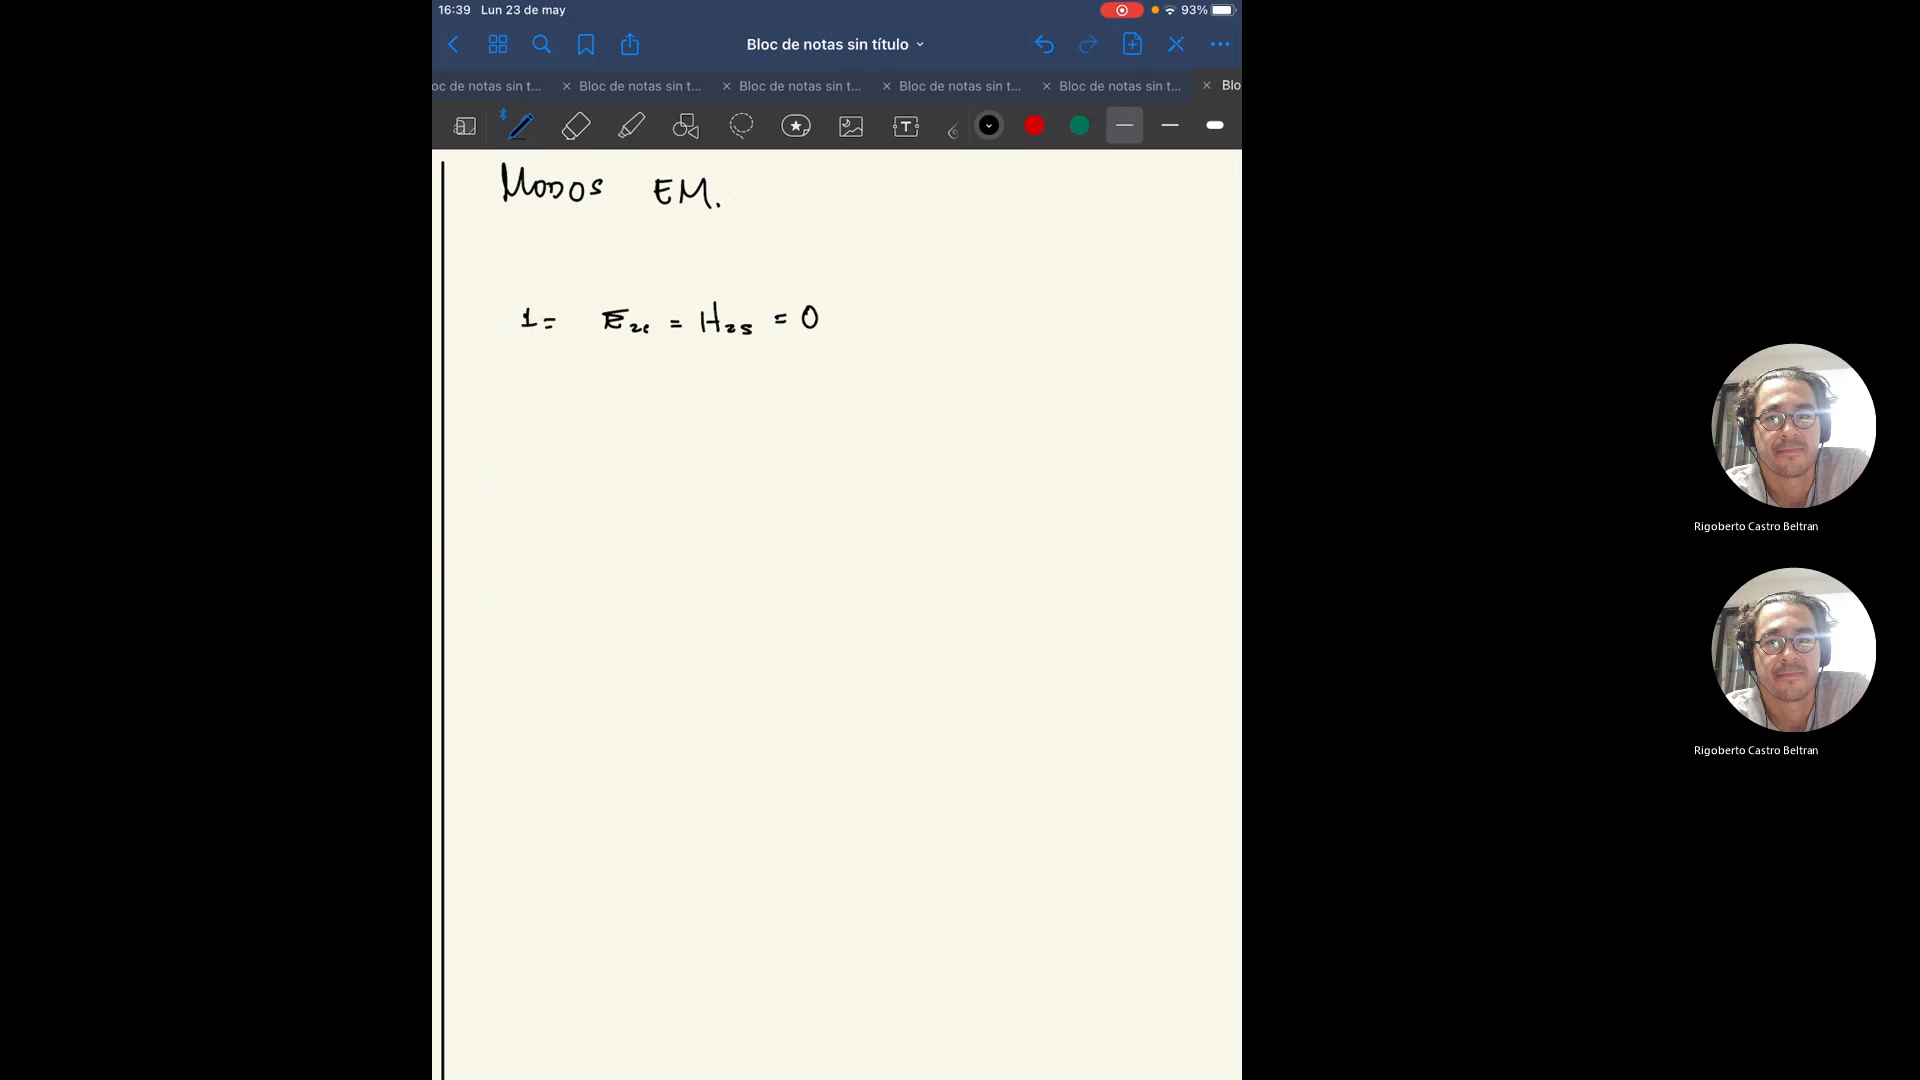 16:39 Lun 23 de may 93%
Bloc de notas sin título
oc de notas sin t... Bloc de notas sin t... Bloc de notas sin t... Bloc de notas sin t... Bloc de notas sin t... Blo
T
Modos EM.
1= Ezs = Hzs = 0
Rigoberto Castro Beltran
Rigoberto Castro Beltran